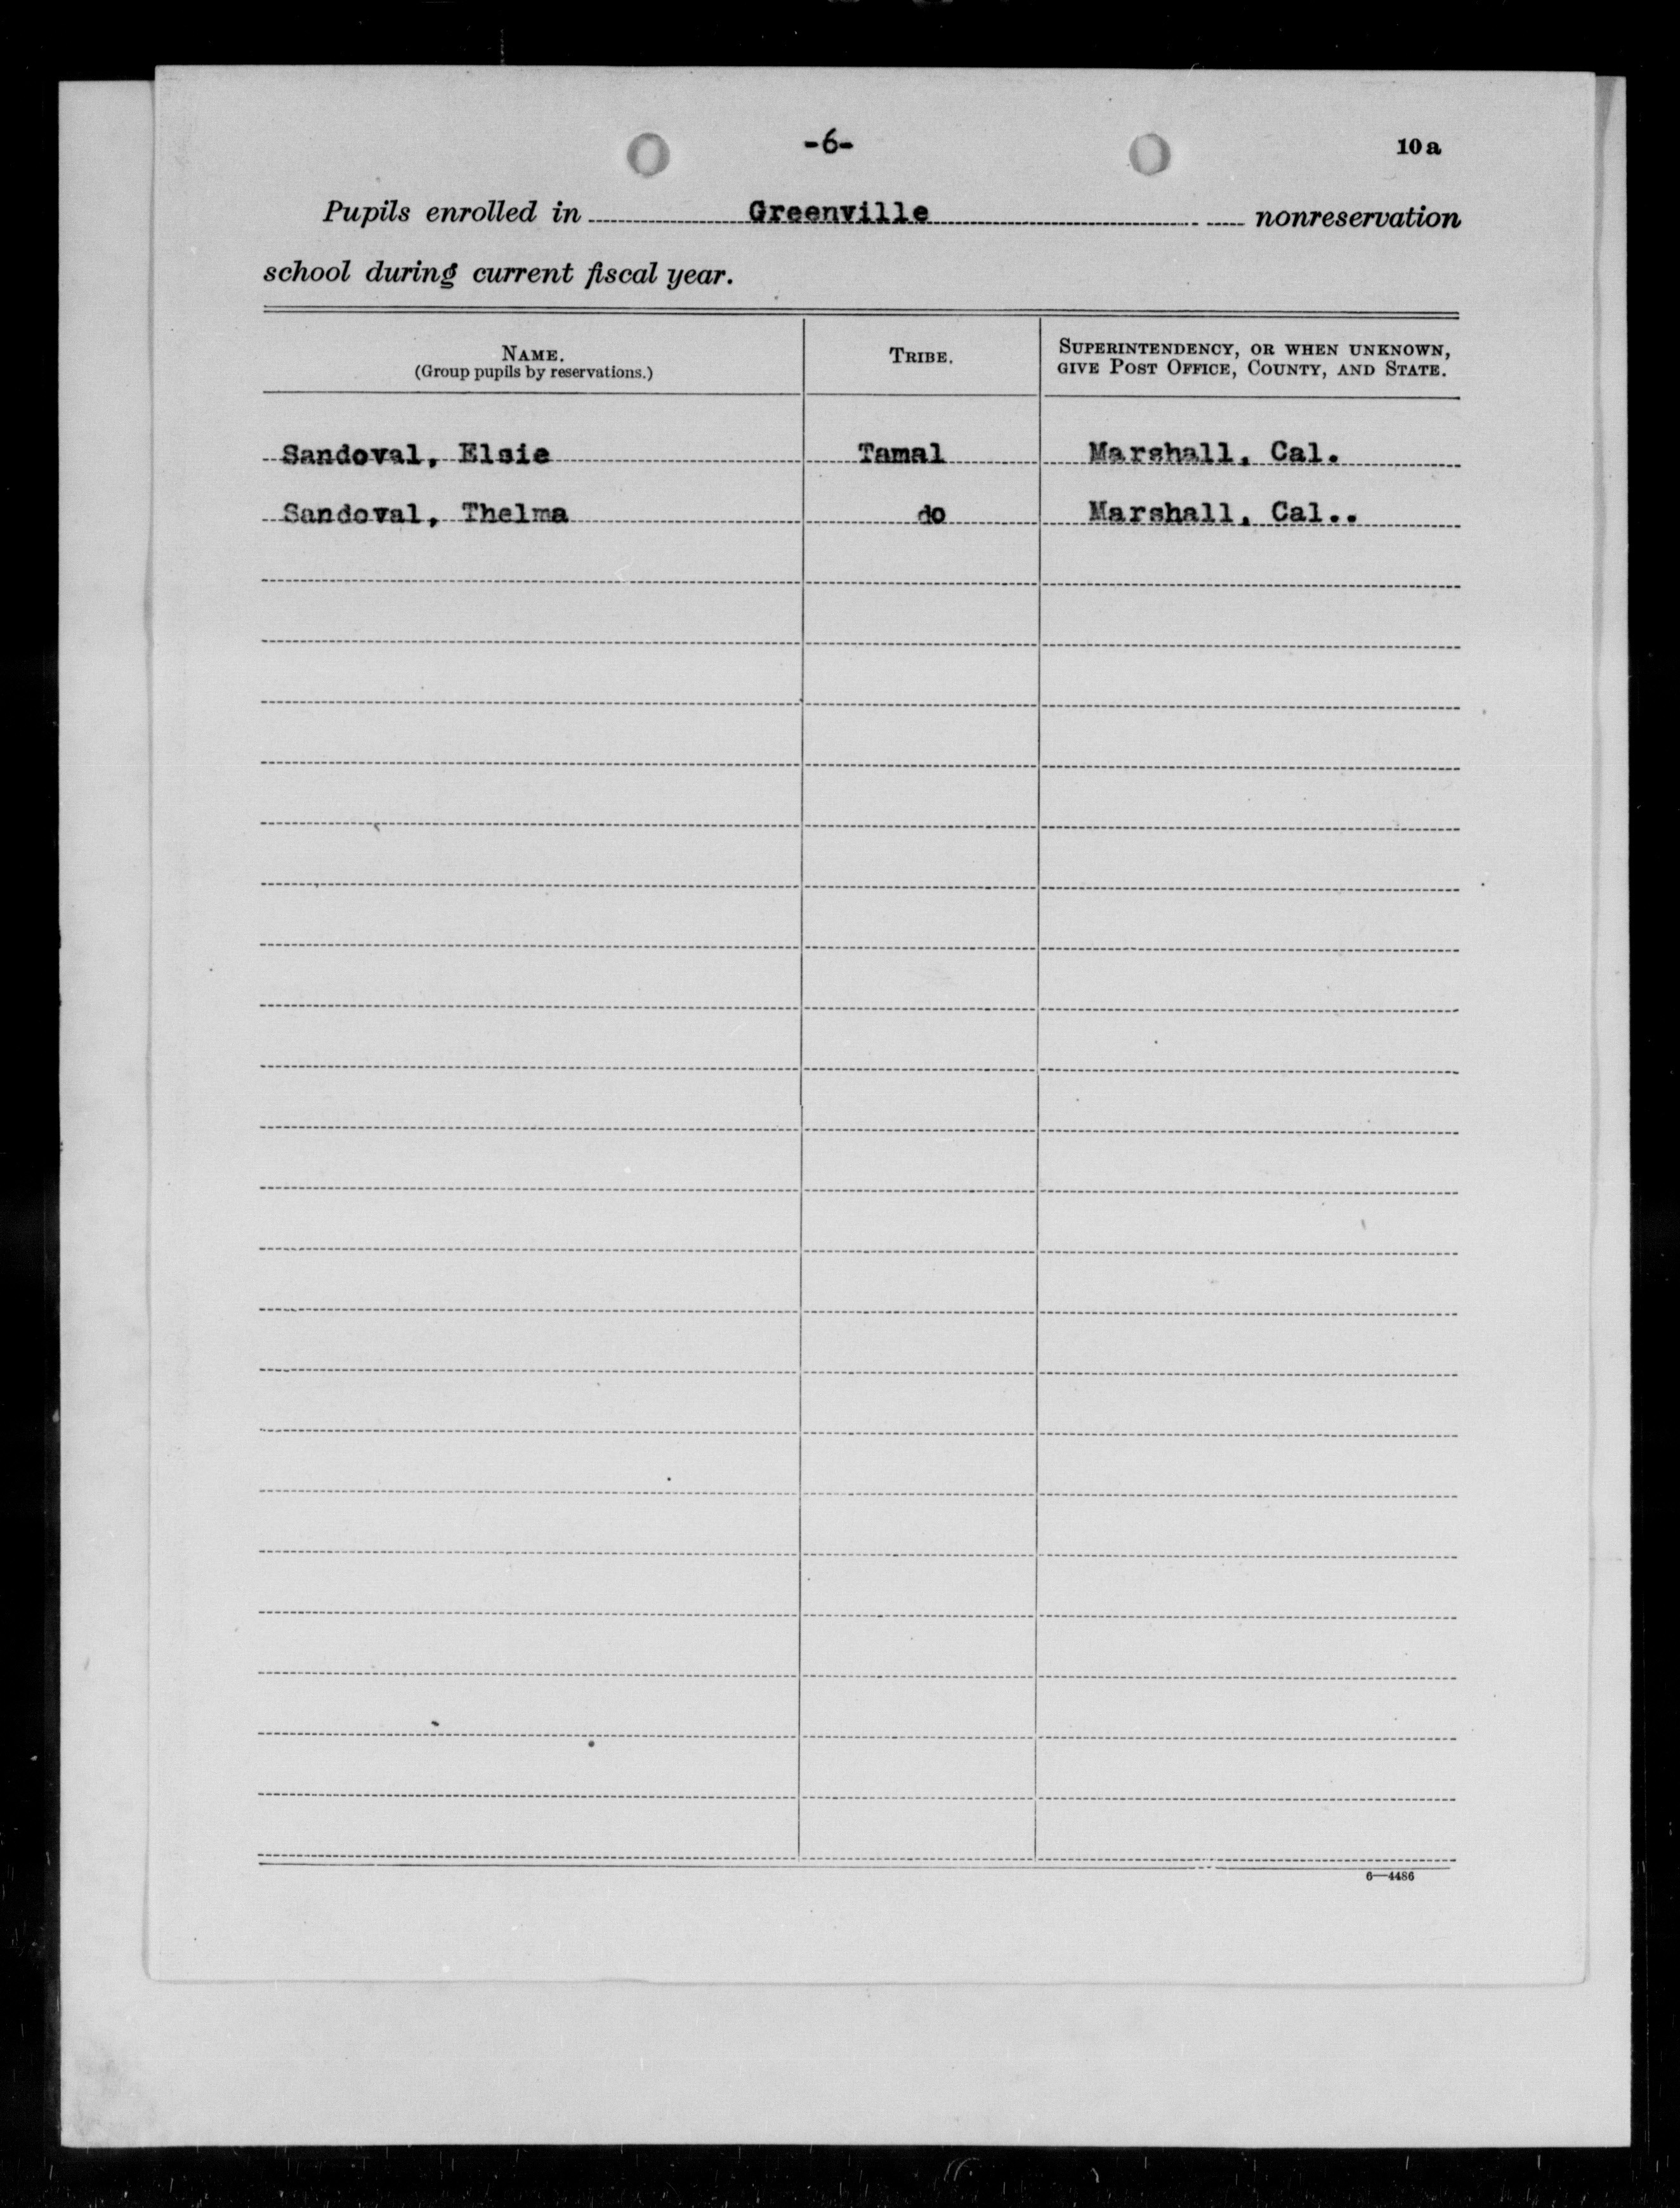 -6-
10a
Pupils enrolled in Greenville nonreservation
school during current fiscal year.
NAME.
(Group pupils by reservations.)
TRIBE.
SUPERINTENDENCY, OR WHEN UNKNOWN,
GIVE POST OFFICE, COUNTY, AND STATE.
Sandoval, Elsie Tamal Marshall, Cal.
Sandoval, Thelma do Marshall, Cal..
6—4486